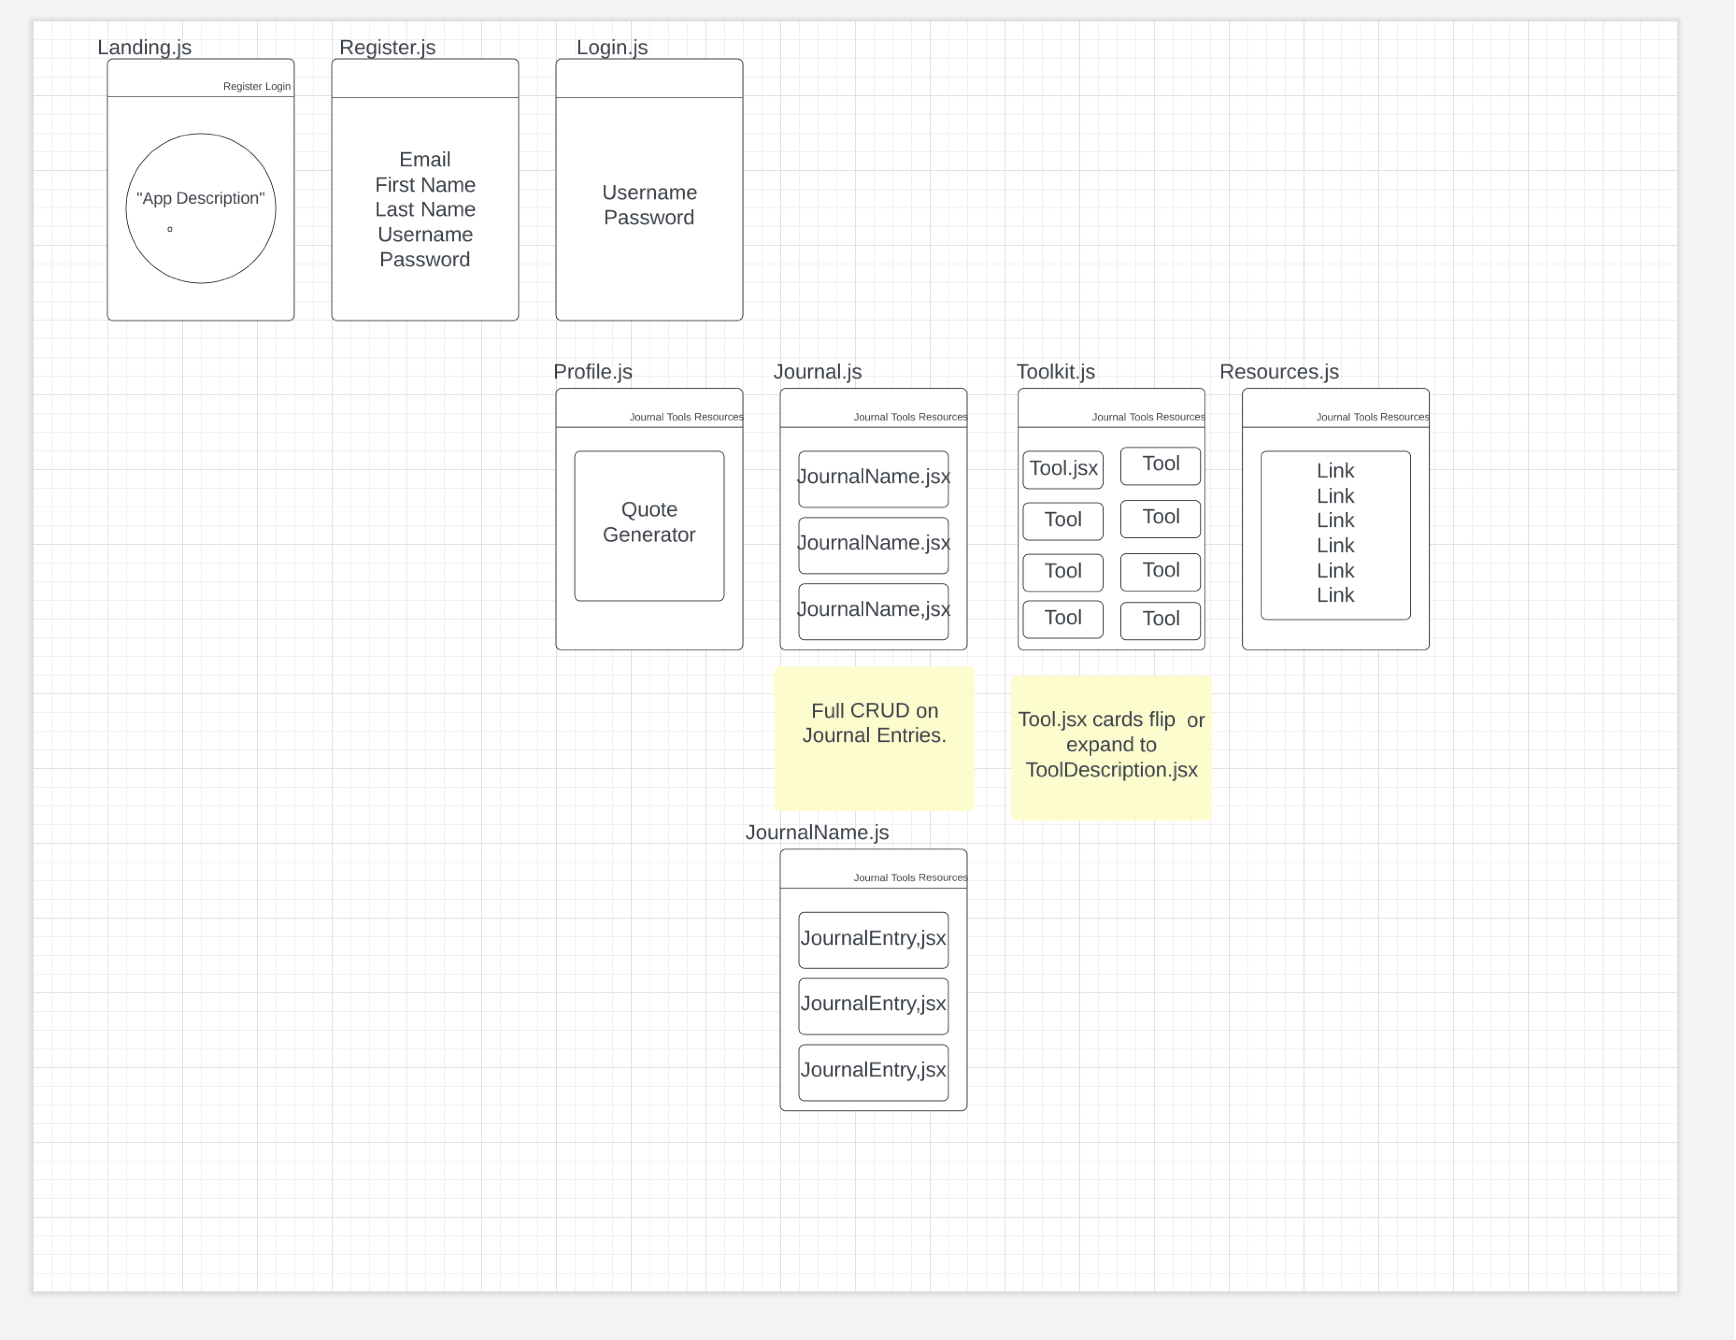 Landing.js
Register Login
"App Description"
Register.js
Email
First Name
Last Name
Username
Password
Login.js
Username
Password
Profile.js
Journal Tools Resources
Quote
Generator
Journal.js
Journal Tools Resources
JournalName.jsx
JournalName.jsx
JournalName,jsx
Full CRUD on
Journal Entries.
Toolkit.js
Journal Tools Resources
Tool.jsx
Tool
Tool
Tool
Tool
Tool
Tool
Tool
Tool.jsx cards flip or
expand to
ToolDescription.jsx
Resources.js
Journal Tools Resources
Link
Link
Link
Link
Link
Link
JournalName.js
Journal Tools Resources
JournalEntry,jsx
JournalEntry,jsx
JournalEntry,jsx